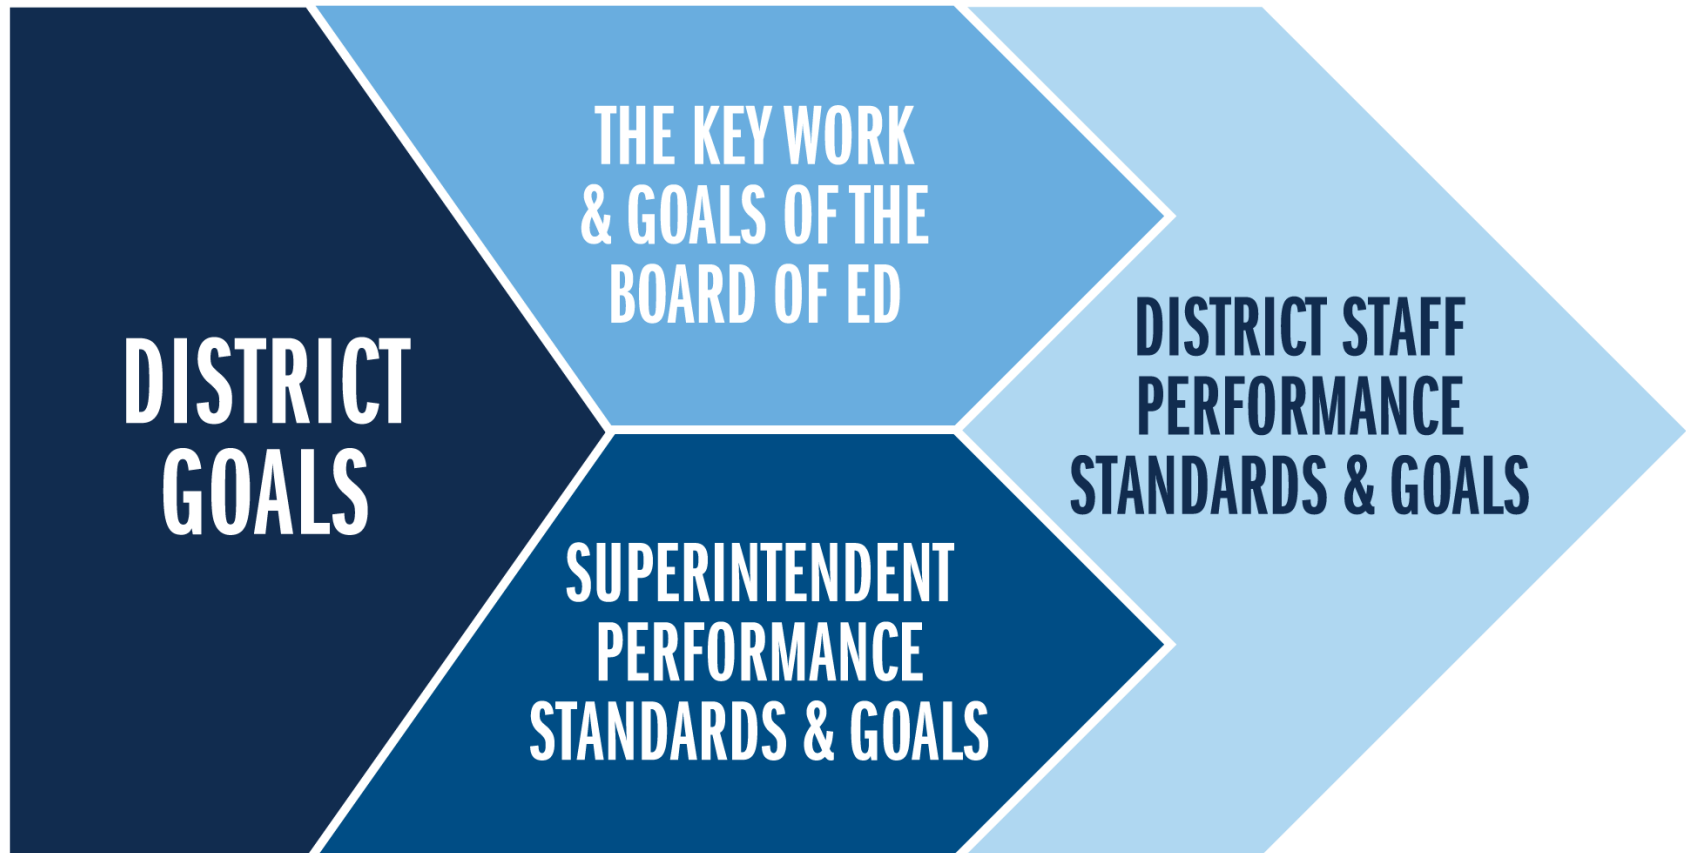 DISTRICT
GOALS
THE KEY WORK
& GOALS OF THE
BOARD OF ED
SUPERINTENDENT
PERFORMANCE
STANDARDS & GOALS
DISTRICT STAFF
PERFORMANCE
STANDARDS & GOALS